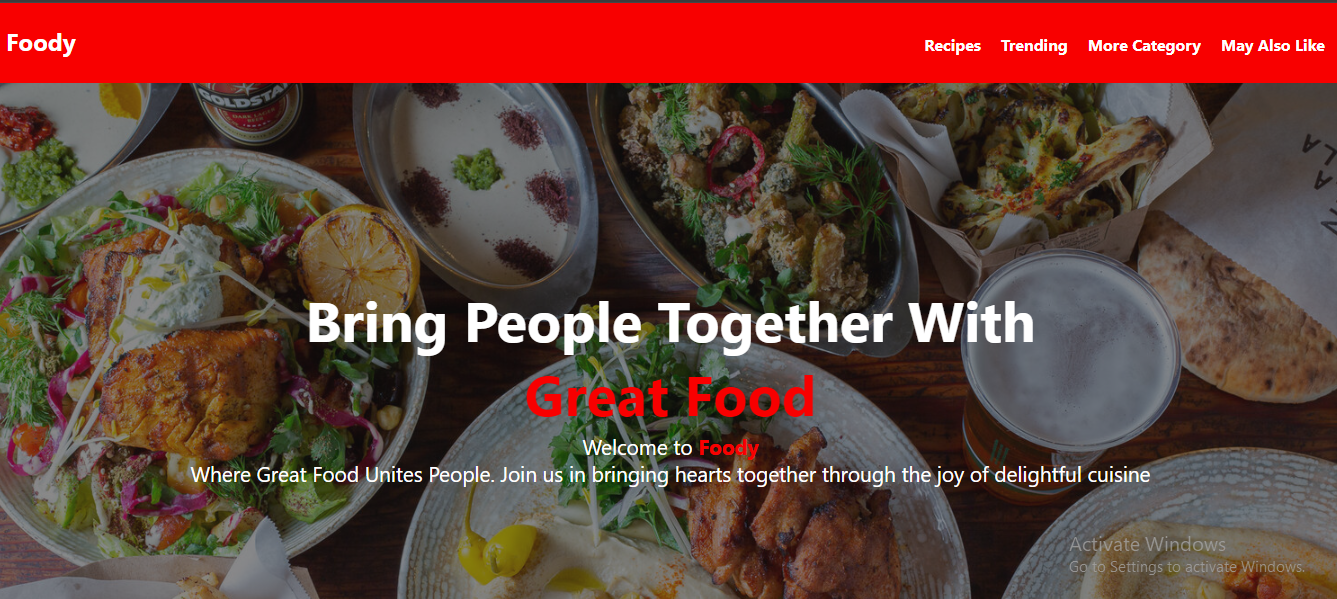 Foody
Recipes Trending More Category May Also Like
GOLDSTA
Bring People Together With
Great Food
Welcome to Foody
Where Great Food Unites People. Join us in bringing hearts together through the joy of delightful cuisine
Activate Windows
Go to Settings to activate Windows.